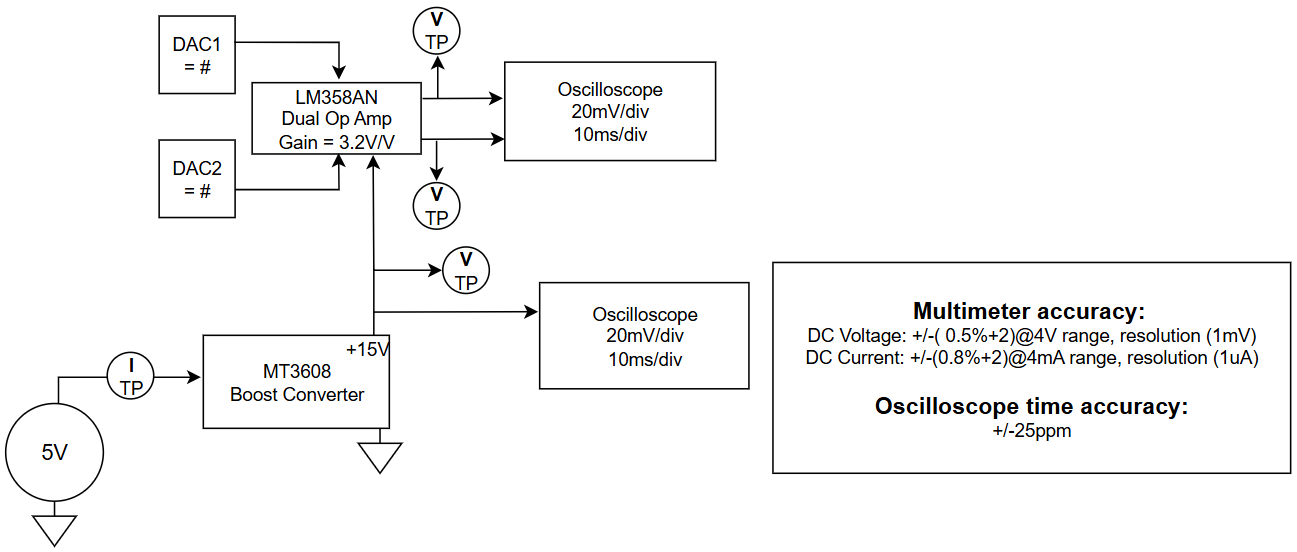 DAC1
= #
V
TP
LM358AN
Dual Op Amp
Gain = 3.2V/V
Oscilloscope
20mV/div
10ms/div
DAC2
= #
V
TP
V
TP
Oscilloscope
20mV/div
10ms/div
+15V
MT3608
Boost Converter
I
TP
5V
Multimeter accuracy:
DC Voltage: +/-( 0.5%+2)@4V range, resolution (1mV)
DC Current: +/-(0.8%+2)@4mA range, resolution (1uA)
Oscilloscope time accuracy:
+/-25ppm